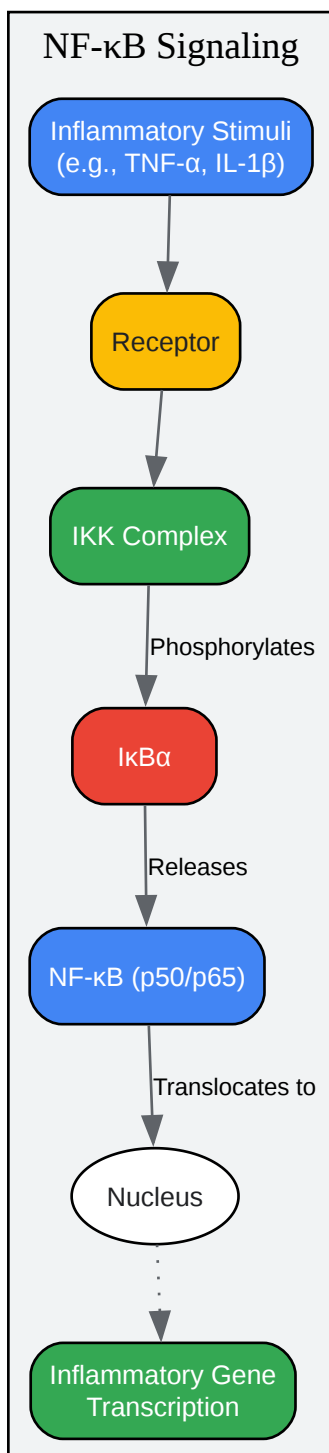 NF-κB Signaling
Inflammatory Stimuli
(e.g., TNF-α, IL-1β)
Receptor
IKK Complex
Phosphorylates
IκBα
Releases
NF-κB (p50/p65)
Translocates to
Nucleus
Inflammatory Gene
Transcription